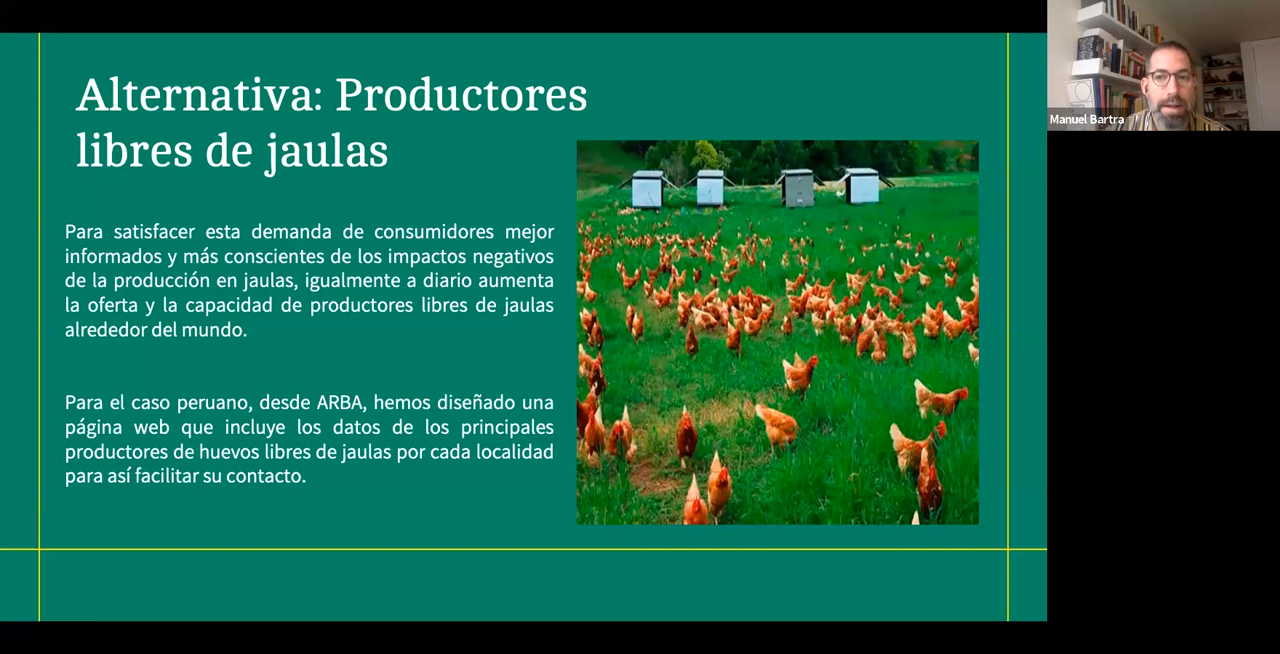 Alternativa: Productores
libres de jaulas
Para satisfacer esta demanda de consumidores mejor
informados y más conscientes de los impactos negativos
de la producción en jaulas, igualmente a diario aumenta
la oferta y la capacidad de productores libres de jaulas
alrededor del mundo.
Para el caso peruano, desde ARBA, hemos diseñado una
página web que incluye los datos de los principales
productores de huevos libres de jaulas por cada localidad
para así facilitar su contacto.
Manuel Bartra